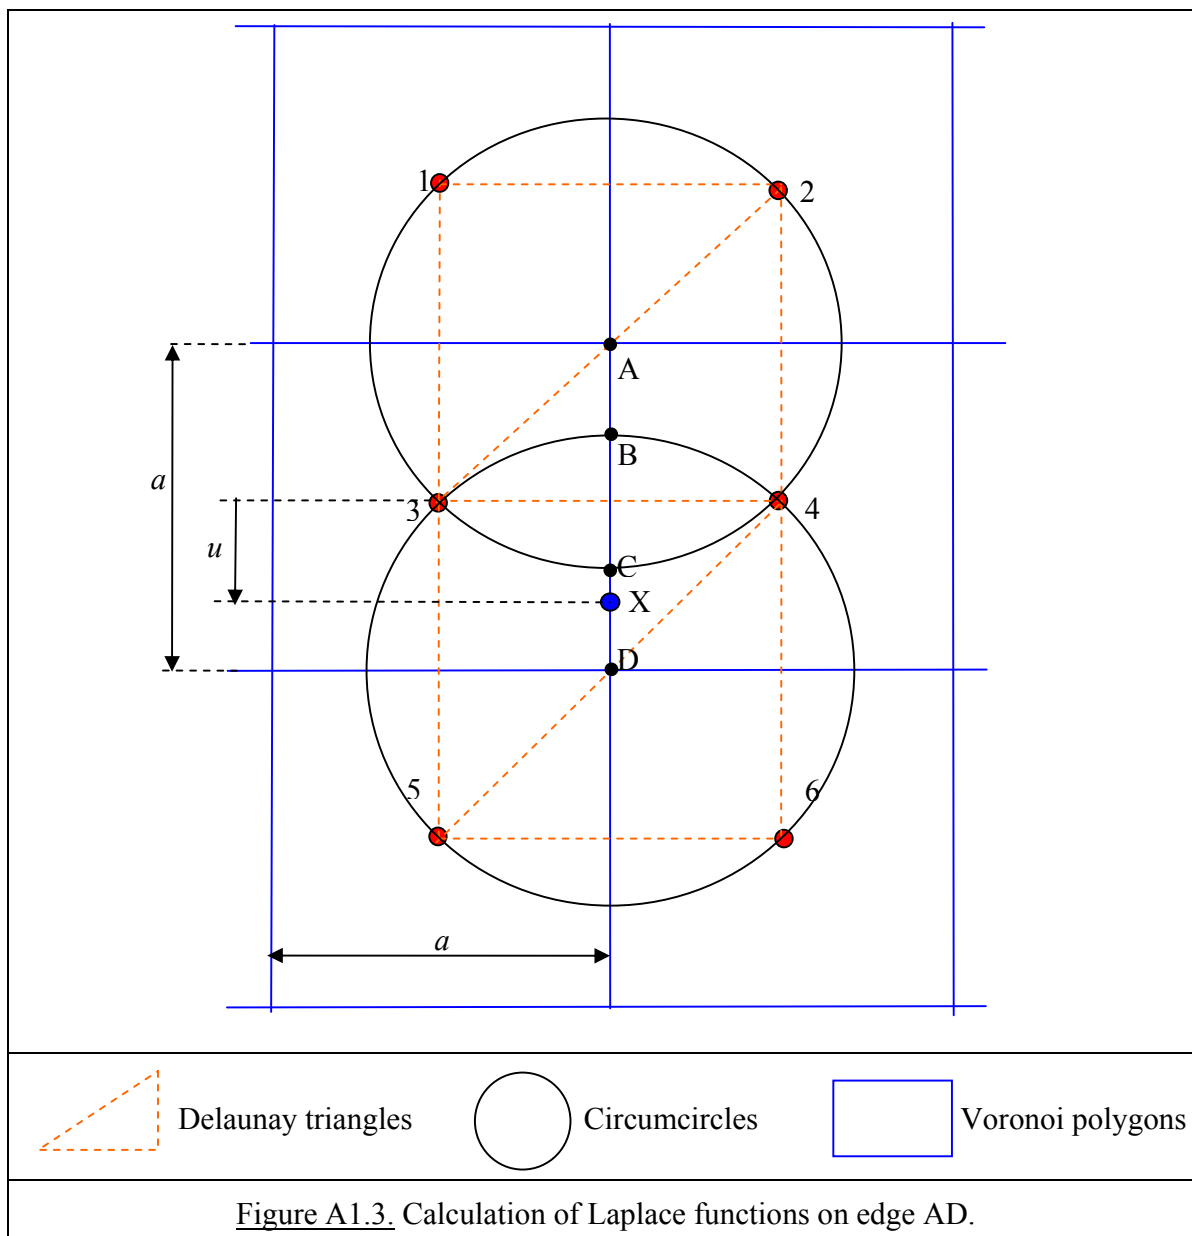 1
2
A
B
a
3
4
u
C
X
D
5
6
a
Delaunay triangles
Circumcircles
Voronoi polygons
Figure A1.3. Calculation of Laplace functions on edge AD.